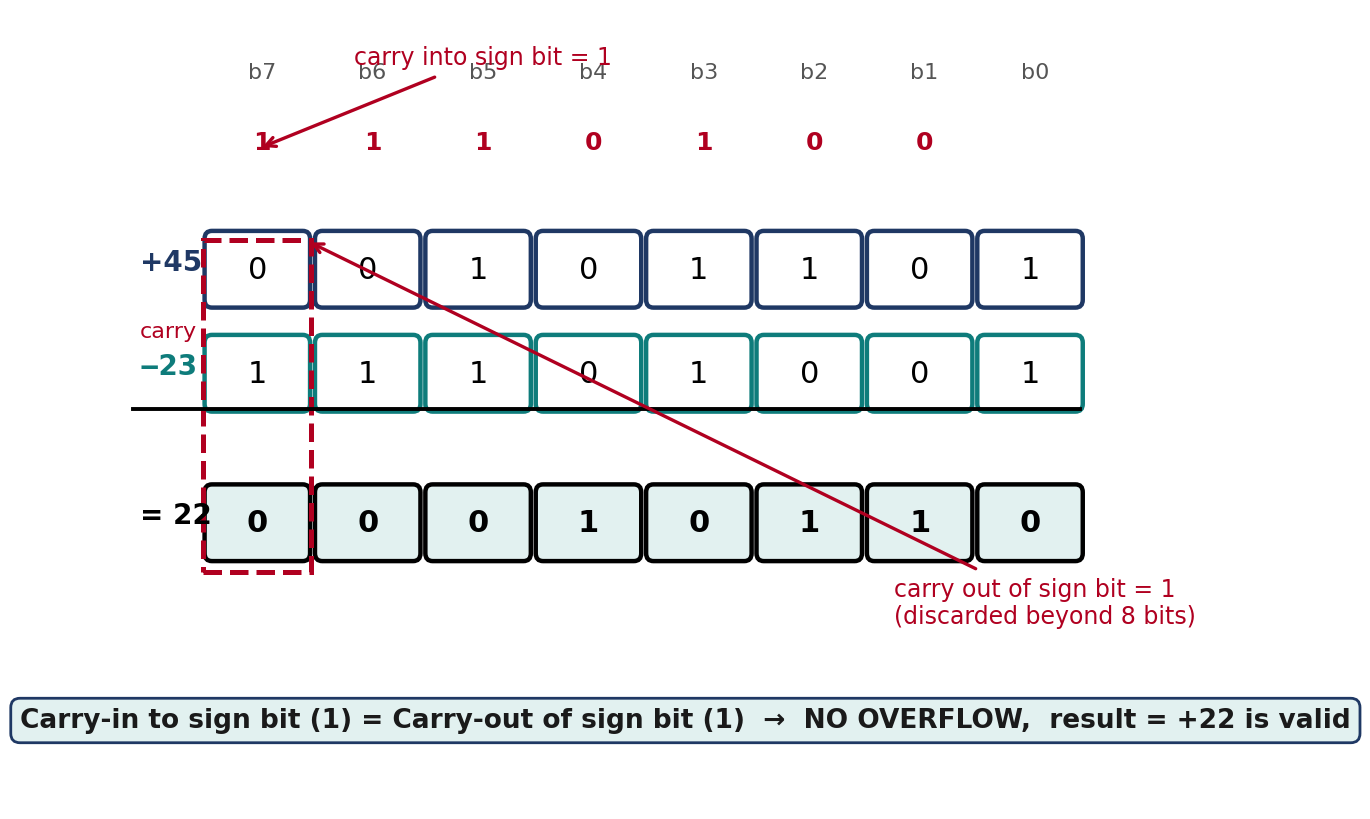 carry into sign bit = 1
b7 b6 b5 b4 b3 b2 b1 b0
1 1 1 0 1 0 0
+45 0 0 1 0 1 1 0 1
carry
−23 1 1 1 0 1 0 0 1
= 22 0 0 0 1 0 1 1 0
carry out of sign bit = 1
(discarded beyond 8 bits)
Carry-in to sign bit (1) = Carry-out of sign bit (1) → NO OVERFLOW, result = +22 is valid